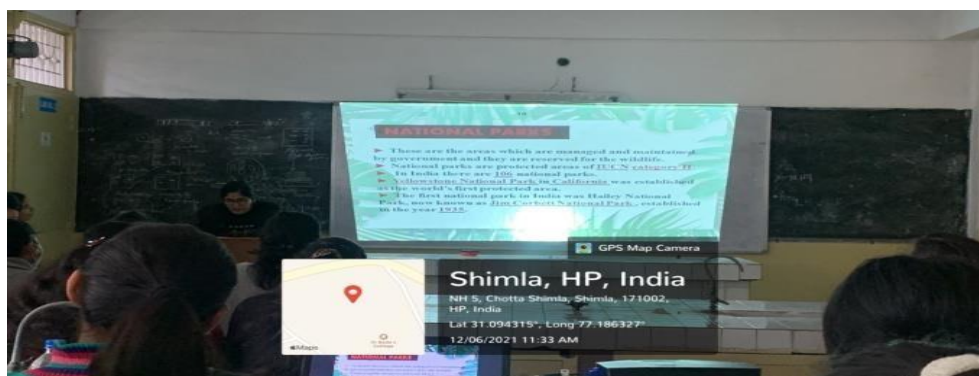 NATIONAL PARKS
► These are the areas which are managed and maintained
by government and they are reserved for the wildlife.
► National parks are protected areas of IUCN category II
► In India there are 106 national parks.
► Yellowstone National Park in California was established
as the world's first protected area.
► The first national park in India was Hailey National
Park, now known as Jim Corbett National Park, established
in the year 1935.
GPS Map Camera
Shimla, HP, India
NH 5, Chotta Shimla, Shimla, 171002,
HP, India
Lat 31.094315°, Long 77.186327°
12/06/2021 11:33 AM
Maps
NATIONAL PARKS